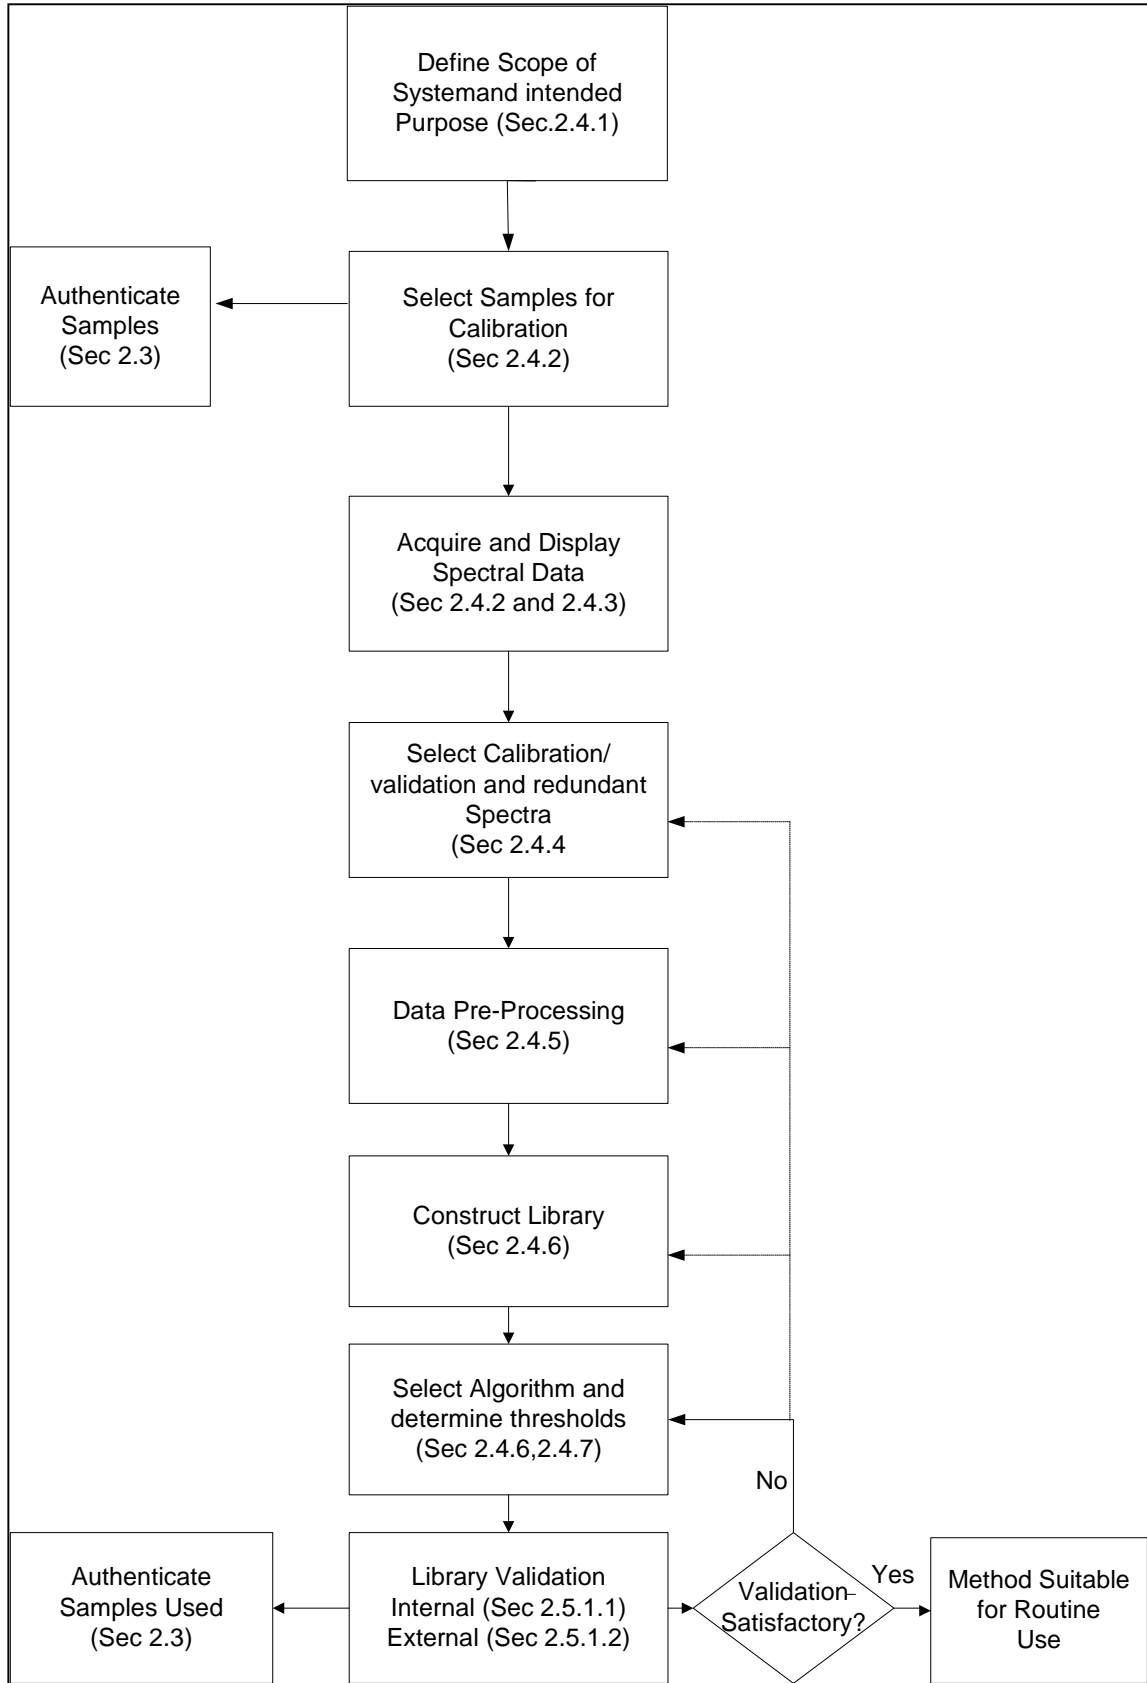 Define Scope of
Systemand intended
Purpose (Sec.2.4.1)
Authenticate
Samples
(Sec 2.3)
Select Samples for
Calibration
(Sec 2.4.2)
Acquire and Display
Spectral Data
(Sec 2.4.2 and 2.4.3)
Select Calibration/
validation and redundant
Spectra
(Sec 2.4.4
Data Pre-Processing
(Sec 2.4.5)
Construct Library
(Sec 2.4.6)
Select Algorithm and
determine thresholds
(Sec 2.4.6,2.4.7)
No
Authenticate
Samples Used
(Sec 2.3)
Library Validation
Internal (Sec 2.5.1.1)
External (Sec 2.5.1.2)
Validation
Satisfactory?
Yes
Method Suitable
for Routine
Use